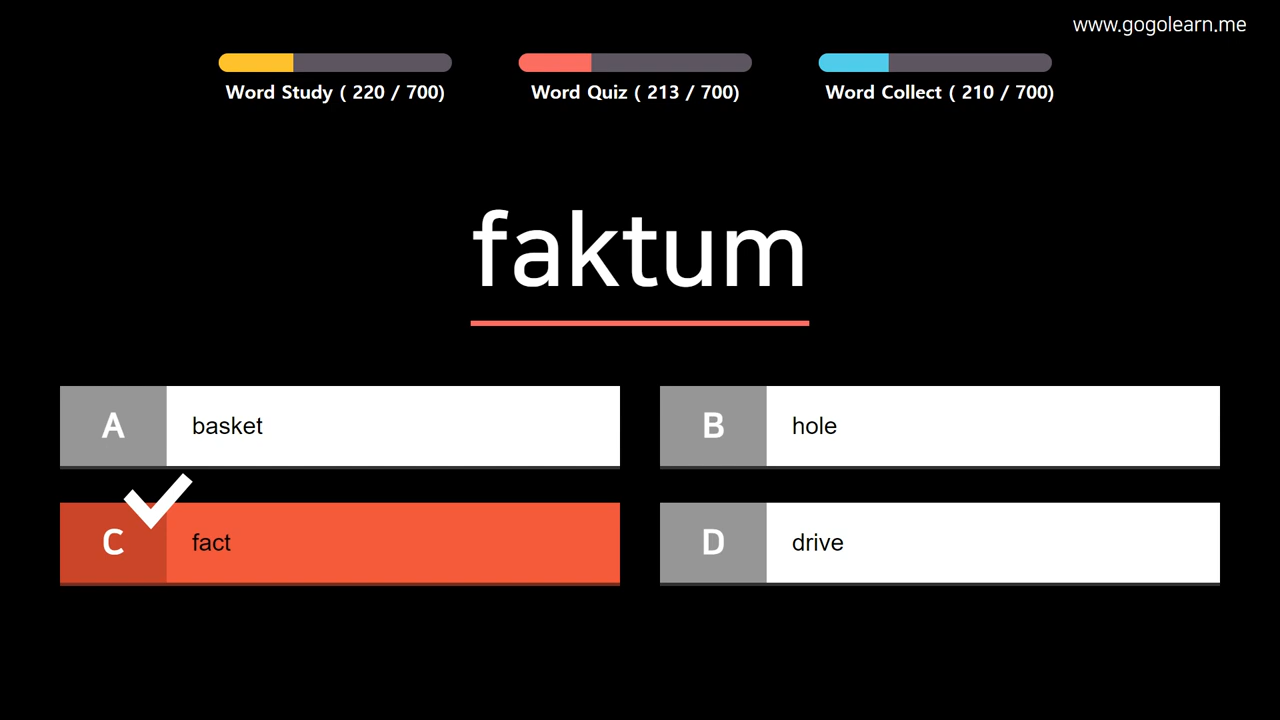 www.gogolearn.me
Word Study ( 220 / 700)
Word Quiz ( 213 / 700)
Word Collect ( 210 / 700)
faktum
A basket
B hole
C fact
D drive